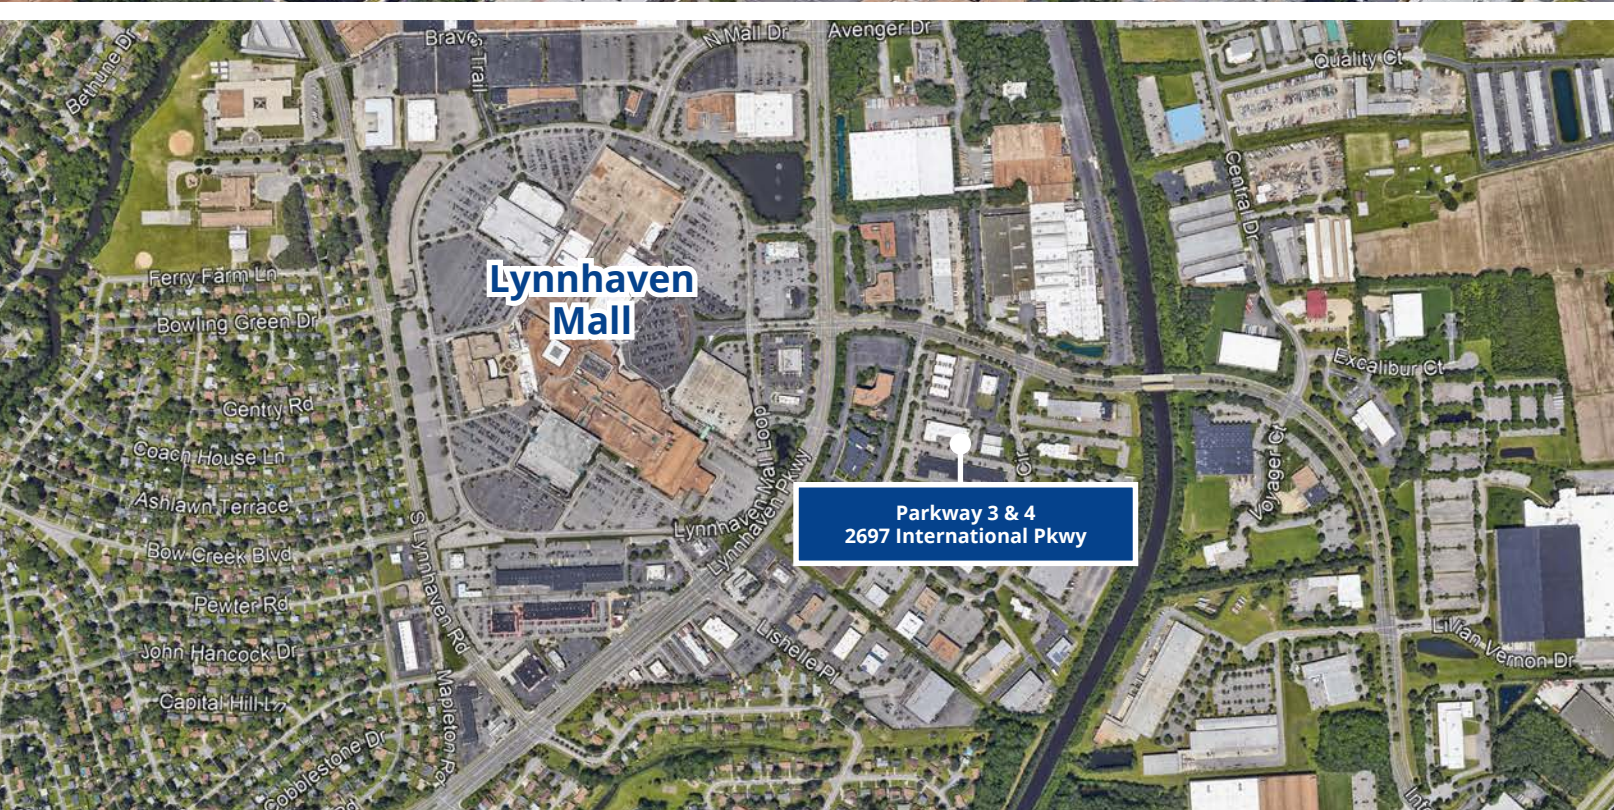 Bethune Dr
Bravo
Trail
N Mall Dr
Avenger Dr
Quality Ct
Central Dr
Ferry Farm Ln
Bowling Green Dr
Lynnhaven
Mall
Excalibur Ct
Gentry Rd
Coach House Ln
Ashlawn Terrace
Bow Creek Blvd
S Lynnhaven Rd
Lynnhaven Mall Loop
Lynnhaven Pkwy
Cir
Voyager Ct
Parkway 3 & 4
2697 International Pkwy
Pewter Rd
John Hancock Dr
Capital Hill Ln
Cobblestone Dr
Mapleton Rd
Lishelle Pl
Lillian Vernon Dr